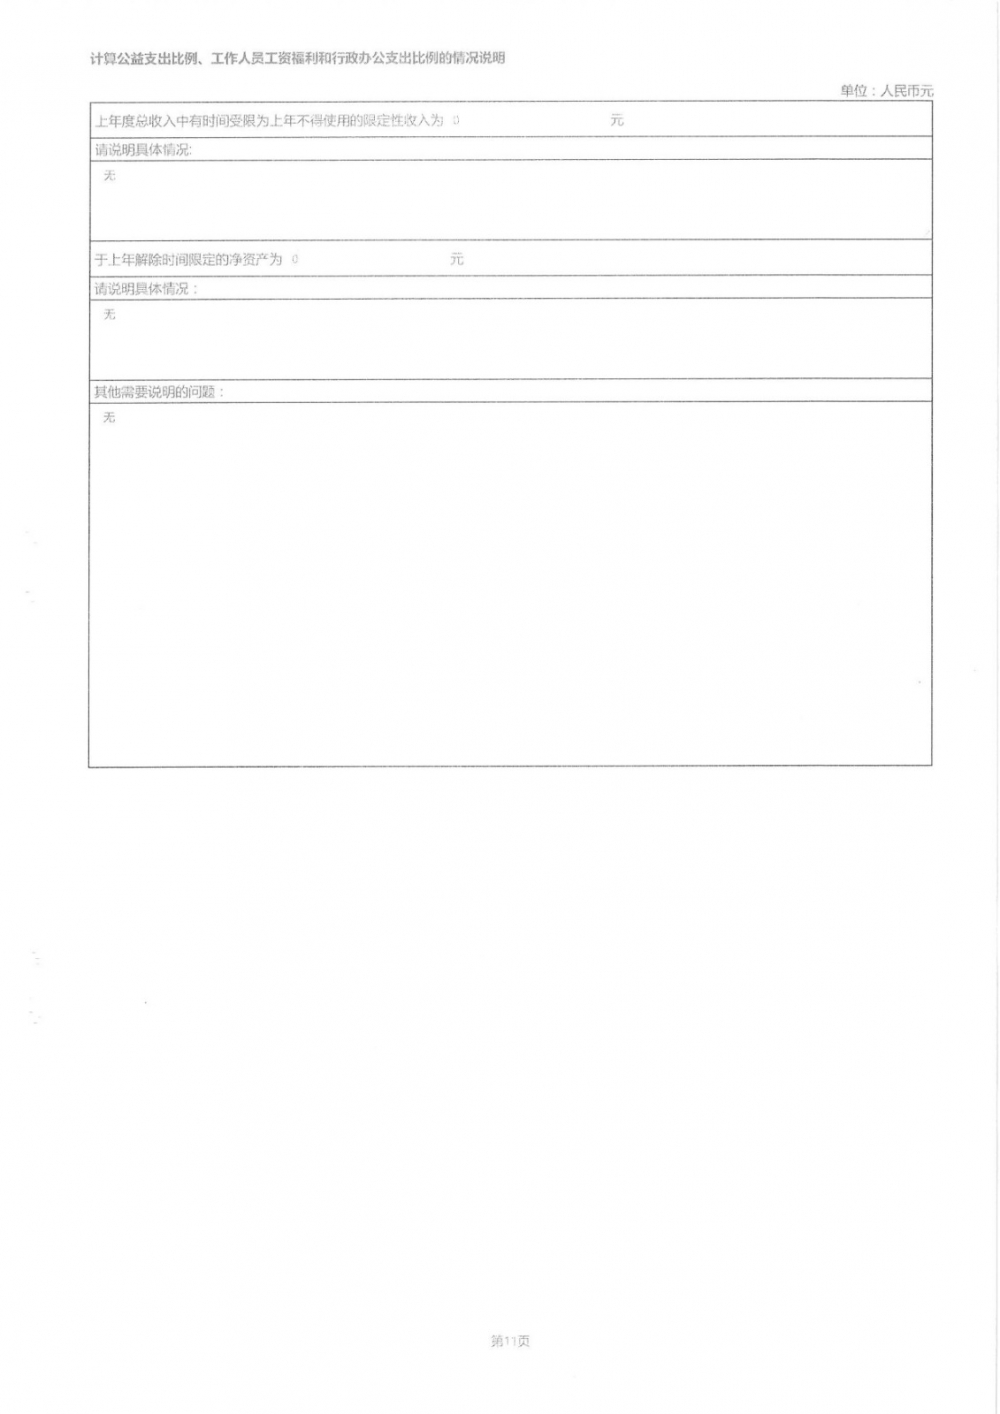 计算公益支出比例、工作人员工资福利和行政办公支出比例的情况说明
单位：人民币元
上年度总收入中有时间受限为上年不得使用的限定性收入为 0 元
请说明具体情况:
无
于上年解除时间限定的净资产为 0 元
请说明具体情况：
无
其他需要说明的问题：
无
第11页